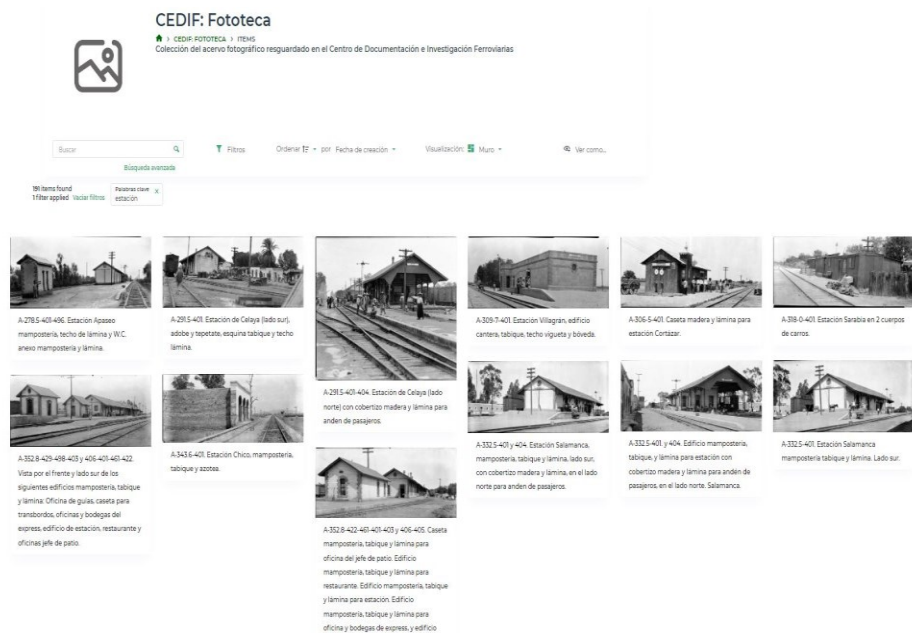 CEDIF: Fototeca
> CEDIF: FOTOTECA > ITEMS
Colección del acervo fotográfico resguardado en el Centro de Documentación e Investigación Ferroviarias
Buscar
Filtros
Ordenar
por Fecha de creación
Visualización:
Muro
Ver como...
Búsqueda avanzada
191 items found
1 filter applied Vaciar filtros
Palabras clave x
estación
A-278.5-401-496. Estación Apaseo
mampostería, techo de lámina y W.C.
anexo mampostería y lámina.
A-291.5-401. Estación de Celaya (lado sur),
adobe y tepetate, esquina tabique y techo
lámina.
A-291.5-401-404. Estación de Celaya (lado
norte) con cobertizo madera y lámina para
anden de pasajeros.
A-309-7-401. Estación Villagrán, edificio
cantera, tabique, techo vigueta y bóveda.
A-306-5-401. Caseta madera y lámina para
estación Cortázar.
A-318-0-401. Estación Sarabia en 2 cuerpos
de carros.
A-352.8-429-498-403 y 406-401-461-422.
Vista por el frente y lado sur de los
siguientes edificios mampostería, tabique
y lámina: Oficina de guías, caseta para
transbordos, oficinas y bodegas del
express, edificio de estación, restaurante y
oficinas jefe de patio.
A-343.6-401. Estación Chico, mampostería,
tabique y azotea.
A-352.8-422-461-401-403 y 406-405. Caseta
mampostería, tabique y lámina para
oficina del jefe de patio. Edificio
mampostería, tabique y lámina para
restaurante. Edificio mampostería, tabique
y lámina para estación. Edificio
mampostería, tabique y lámina para
oficina y bodegas de express, y edificio
A-332.5-401 y 404. Estación Salamanca,
mampostería, tabique y lámina, lado sur,
con cobertizo madera y lámina, en el lado
norte para anden de pasajeros.
A-332.5-401. y 404. Edificio mampostería,
tabique, y lámina para estación con
cobertizo madera y lámina para andén de
pasajeros, en el lado norte. Salamanca.
A-332.5-401. Estación Salamanca
mampostería tabique y lámina. Lado sur.